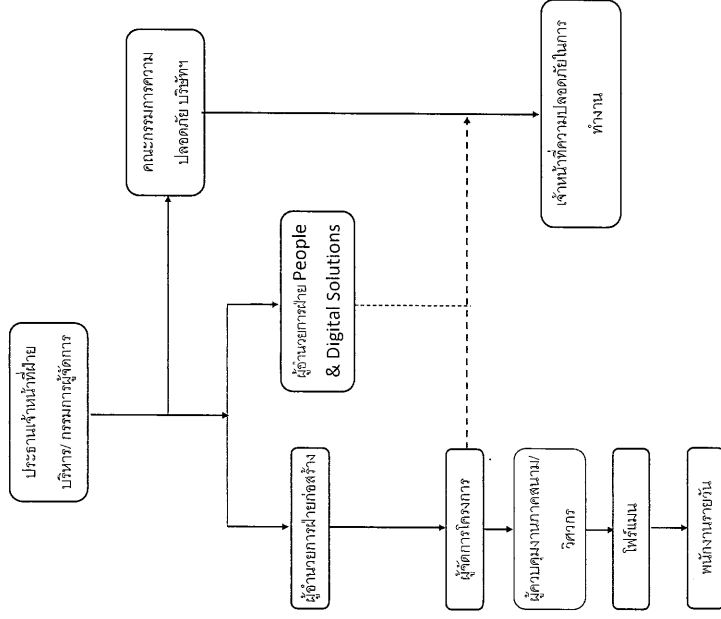 ประธานเจ้าหน้าที่ฝ่าย
บริหาร/ กรรมการผู้จัดการ
คณะกรรมการความ
ปลอดภัย บริษัทฯ
ผู้อำนวยการฝ่ายก่อสร้าง
ผู้อำนวยการฝ่าย People
& Digital Solutions
ผู้จัดการโครงการ
ผู้ควบคุมงานภาคสนาม/
วิศวกร
โฟร์แมน
พนักงานรายวัน
เจ้าหน้าที่ความปลอดภัยในการ
ทำงาน